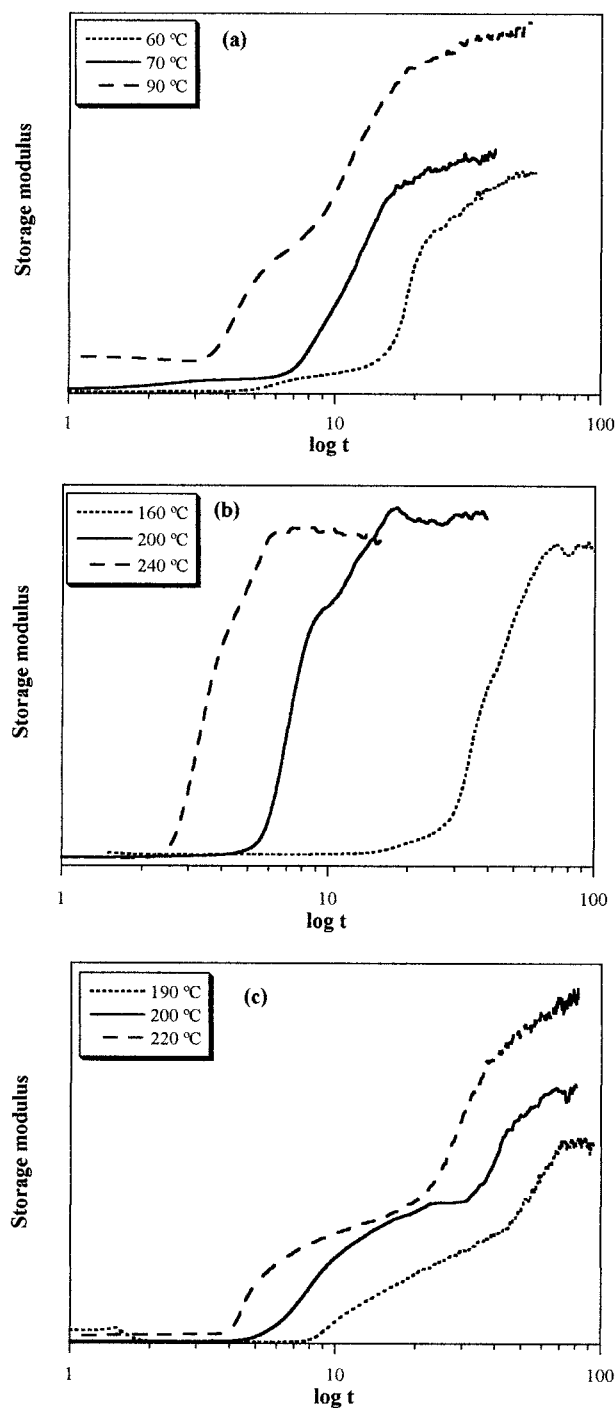 60 °C
70 °C
90 °C
(a)
Storage modulus
1
10
100
log t
160 °C
200 °C
240 °C
(b)
Storage modulus
1
10
100
log t
190 °C
200 °C
220 °C
(c)
Storage modulus
1
10
100
log t